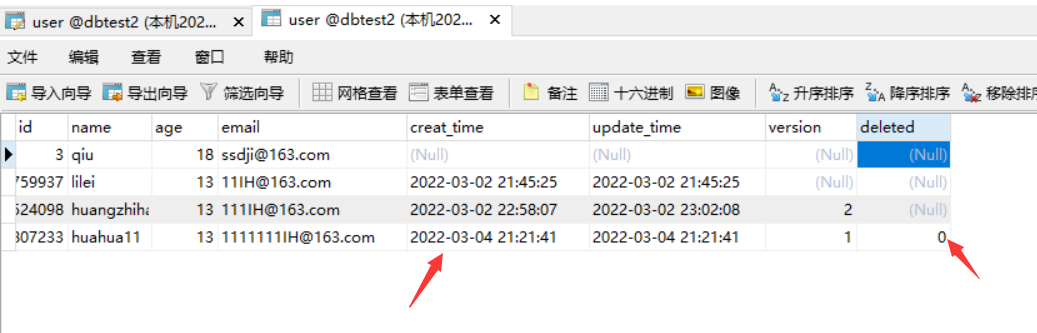 user @dbtest2 (本机202... user @dbtest2 (本机202...
文件 编辑 查看 窗口 帮助
导入向导 导出向导 筛选向导 网格查看 表单查看 备注 十六进制 图像 升序排序 降序排序 移除排序
id name age email creat_time update_time version deleted
3 qiu 18 ssdji@163.com (Null) (Null) (Null) (Null)
759937 lilei 13 11IH@163.com 2022-03-02 21:45:25 2022-03-02 21:45:25 (Null) (Null)
524098 huangzhiha 13 111IH@163.com 2022-03-02 22:58:07 2022-03-02 23:02:08 2 (Null)
307233 huahua11 13 1111111IH@163.com 2022-03-04 21:21:41 2022-03-04 21:21:41 1 0